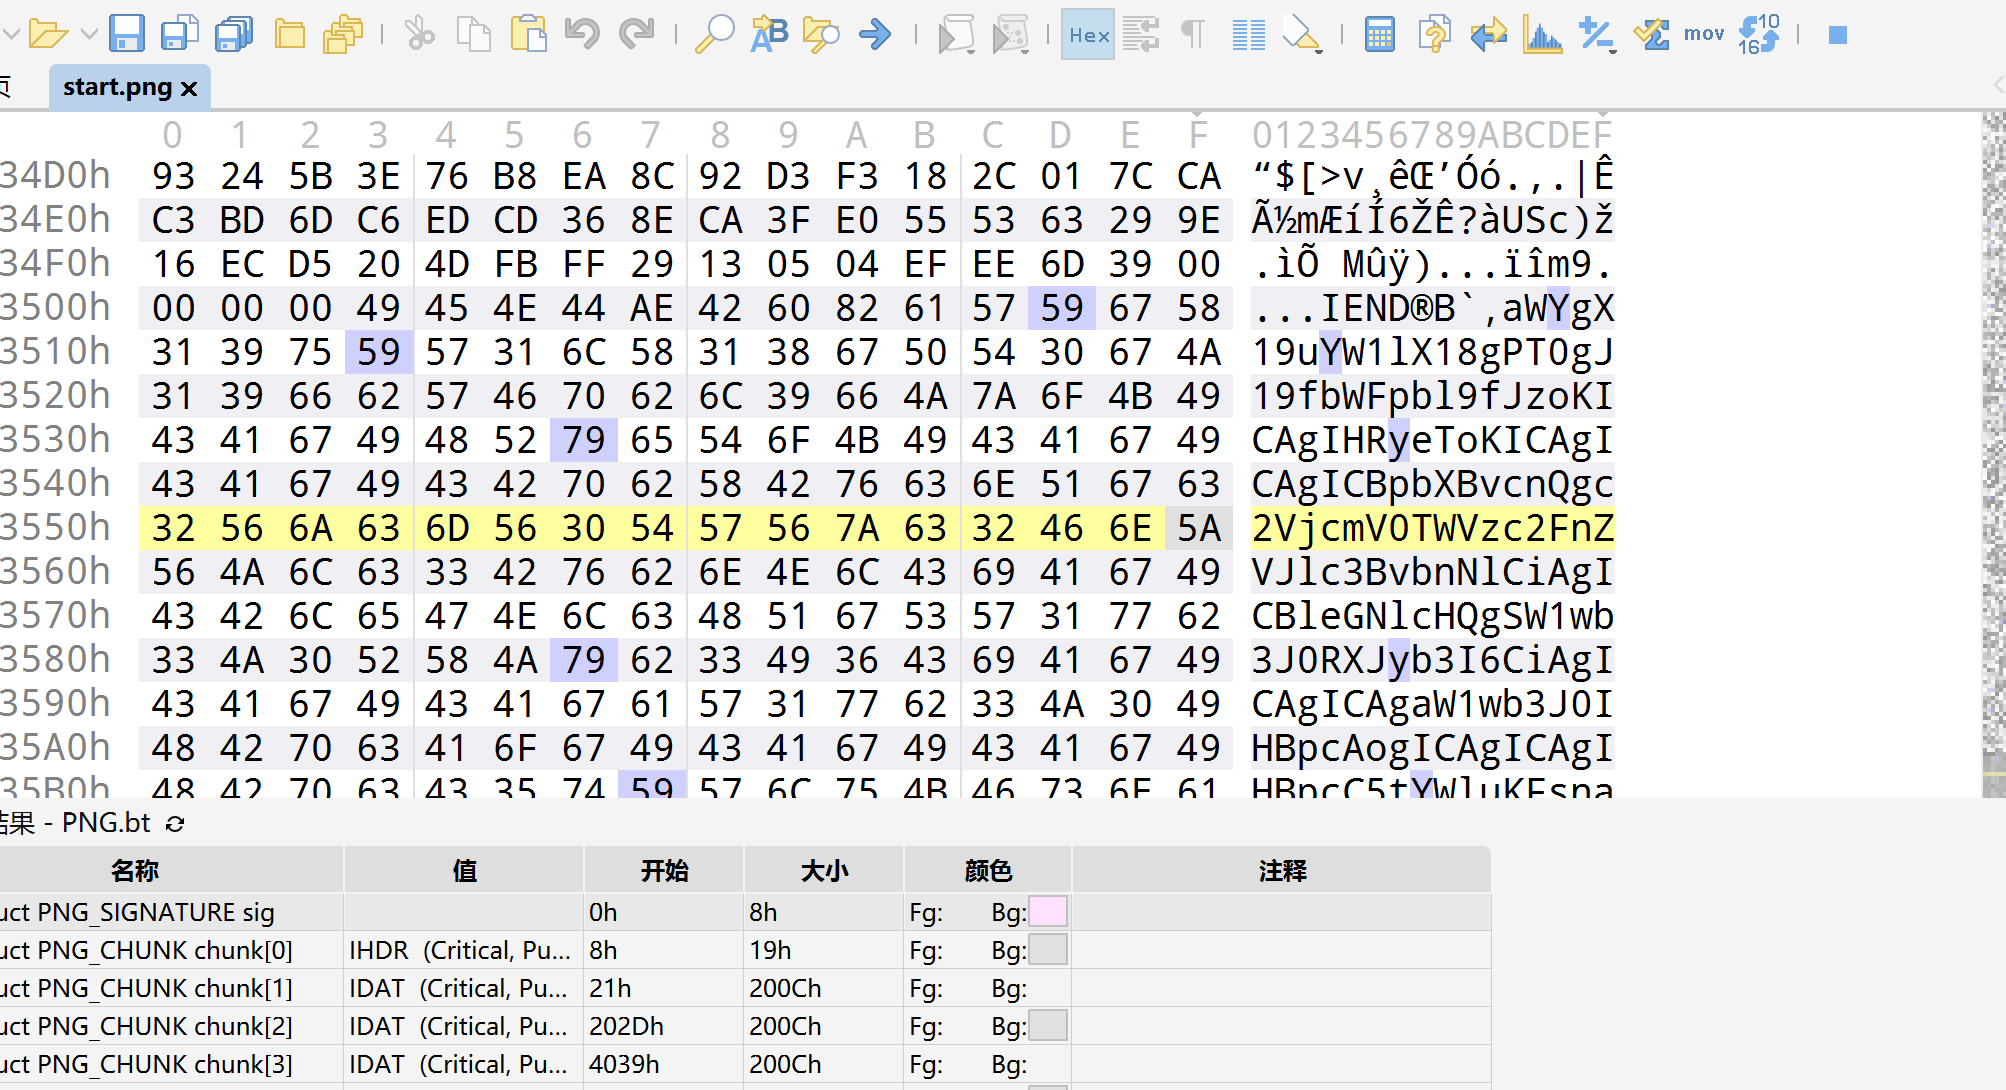 Hex
mov
10
16
页
start.png
0 1 2 3 4 5 6 7 8 9 A B C D E F 0123456789ABCDEF
34D0h 93 24 5B 3E 76 B8 EA 8C 92 D3 F3 18 2C 01 7C CA “$[>v¸êŒ’Óó.,.|Ê
34E0h C3 BD 6D C6 ED CD 36 8E CA 3F E0 55 53 63 29 9E Ã½mÆíÍ6ŽÊ?àUSc)ž
34F0h 16 EC D5 20 4D FB FF 29 13 05 04 EF EE 6D 39 00 .ìÕ Mûÿ)...ïîm9.
3500h 00 00 00 49 45 4E 44 AE 42 60 82 61 57 59 67 58 ...IEND®B`‚aWYgX
3510h 31 39 75 59 57 31 6C 58 31 38 67 50 54 30 67 4A 19uYW1lX18gPT0gJ
3520h 31 39 66 62 57 46 70 62 6C 39 66 4A 7A 6F 4B 49 19fbWFpbl9fJzoKI
3530h 43 41 67 49 48 52 79 65 54 6F 4B 49 43 41 67 49 CAgIHRyeToKICAgI
3540h 43 41 67 49 43 42 70 62 58 42 76 63 6E 51 67 63 CAgICBpbXBvcnQgc
3550h 32 56 6A 63 6D 56 30 54 57 56 7A 63 32 46 6E 5A 2VjcmV0TWVzc2FnZ
3560h 56 4A 6C 63 33 42 76 62 6E 4E 6C 43 69 41 67 49 VJlc3BvbnNlCiAgI
3570h 43 42 6C 65 47 4E 6C 63 48 51 67 53 57 31 77 62 CBleGNlcHQgSW1wb
3580h 33 4A 30 52 58 4A 79 62 33 49 36 43 69 41 67 49 3J0RXJyb3I6CiAgI
3590h 43 41 67 49 43 41 67 61 57 31 77 62 33 4A 30 49 CAgICAgaW1wb3J0I
35A0h 48 42 70 63 41 6F 67 49 43 41 67 49 43 41 67 49 HBpcAogICAgICAgI
35B0h 48 42 70 63 43 35 74 59 57 6C 75 4B 46 73 6E 61 HBpcC5tYWluKFsna
结果 - PNG.bt
名称 值 开始 大小 颜色 注释
uct PNG_SIGNATURE sig 0h 8h Fg: Bg:
uct PNG_CHUNK chunk[0] IHDR (Critical, Pu... 8h 19h Fg: Bg:
uct PNG_CHUNK chunk[1] IDAT (Critical, Pu... 21h 200Ch Fg: Bg:
uct PNG_CHUNK chunk[2] IDAT (Critical, Pu... 202Dh 200Ch Fg: Bg:
uct PNG_CHUNK chunk[3] IDAT (Critical, Pu... 4039h 200Ch Fg: Bg: